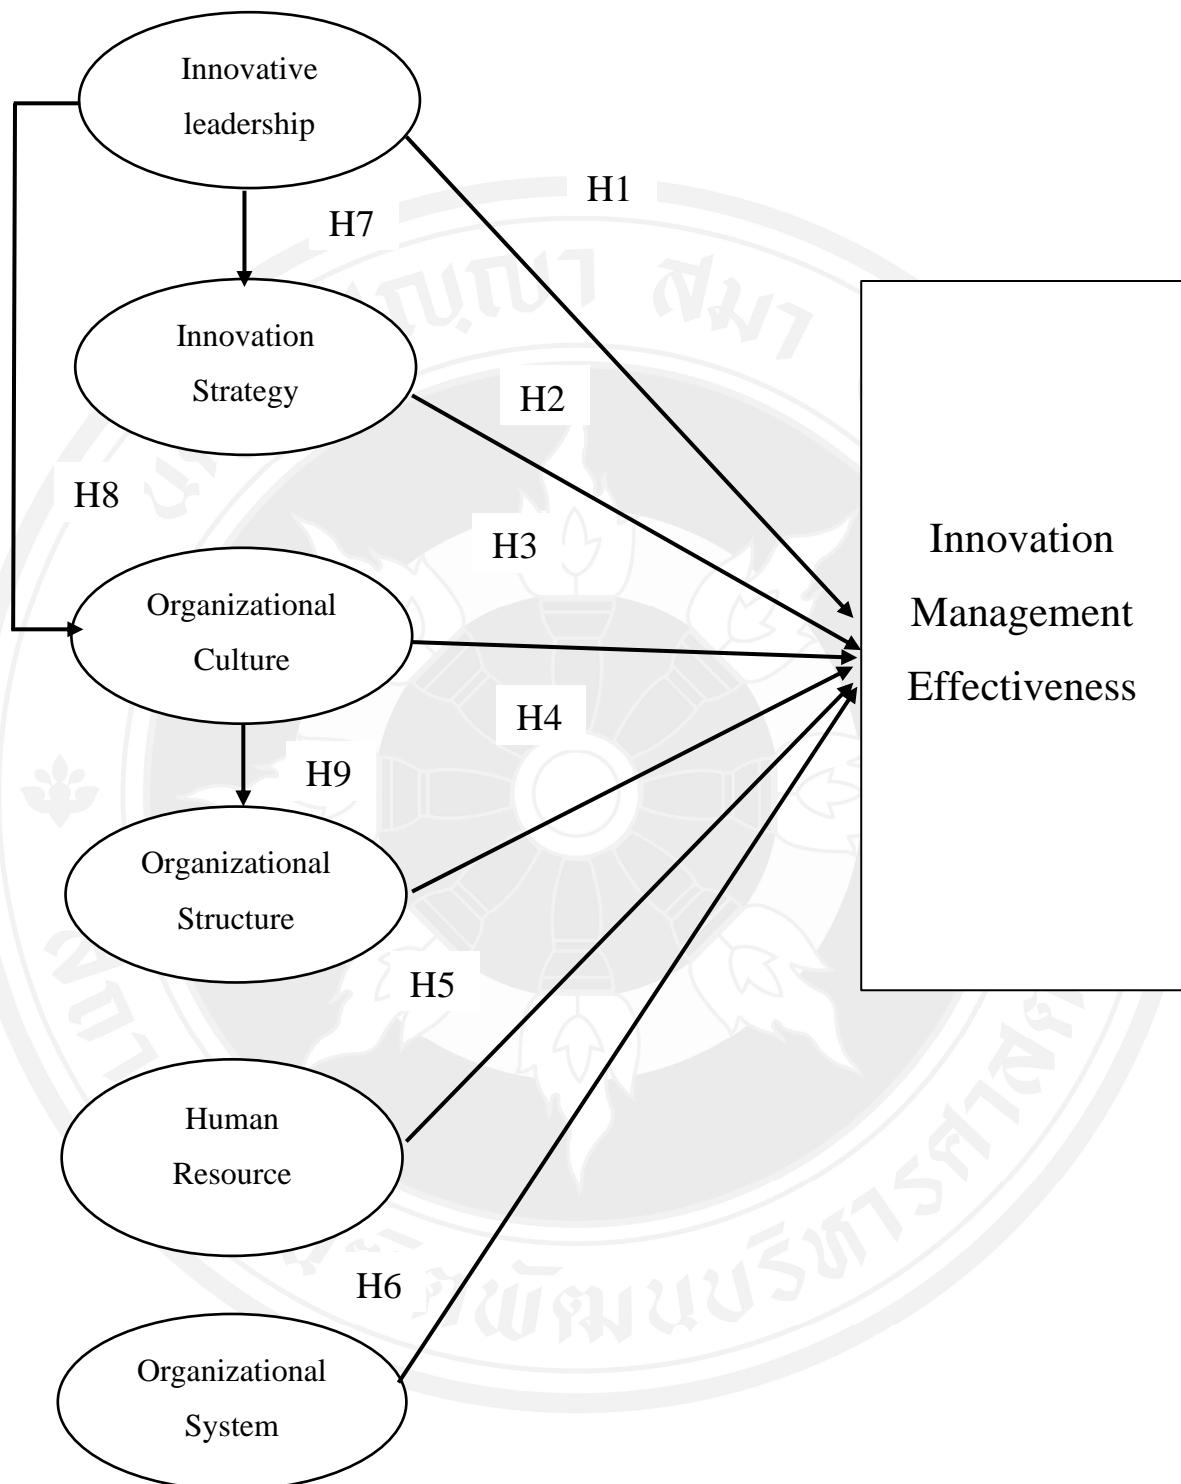 Innovative
leadership
H1
H7
Innovation
Strategy
H2
H8
H3
Organizational
Culture
Innovation
Management
Effectiveness
H4
H9
Organizational
Structure
H5
Human
Resource
H6
Organizational
System